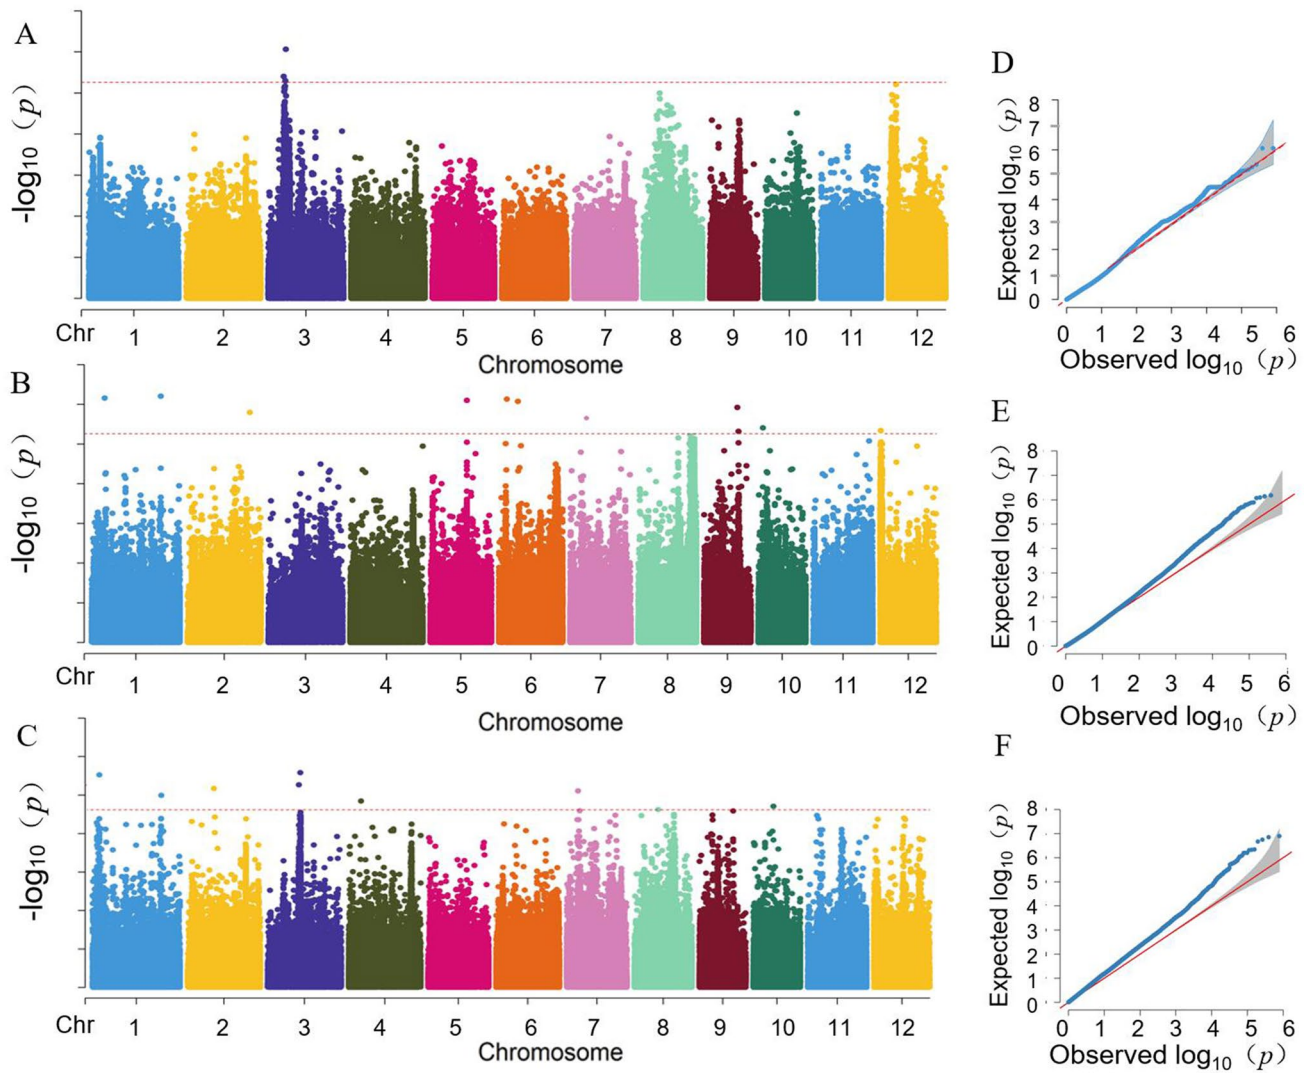 A
-log10（p）
Chr 1 2 3 4 5 6 7 8 9 10 11 12
Chromosome
D
Expected log10（p）
8
7
6
5
4
3
2
1
0
0 1 2 3 4 5 6
Observed log10（p）
B
-log10（p）
Chr 1 2 3 4 5 6 7 8 9 10 11 12
Chromosome
E
Expected log10（p）
8
7
6
5
4
3
2
1
0
0 1 2 3 4 5 6
Observed log10（p）
C
-log10（p）
Chr 1 2 3 4 5 6 7 8 9 10 11 12
Chromosome
F
Expected log10（p）
8
7
6
5
4
3
2
1
0
0 1 2 3 4 5 6
Observed log10（p）